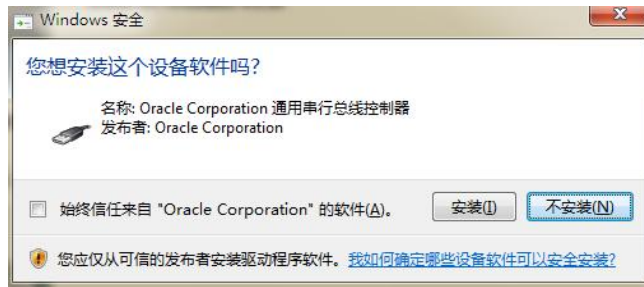 Windows 安全
您想安装这个设备软件吗?
名称: Oracle Corporation 通用串行总线控制器
发布者: Oracle Corporation
始终信任来自 "Oracle Corporation" 的软件(A)。
安装(I)
不安装(N)
您应仅从可信的发布者安装驱动程序软件。我如何确定哪些设备软件可以安全安装?